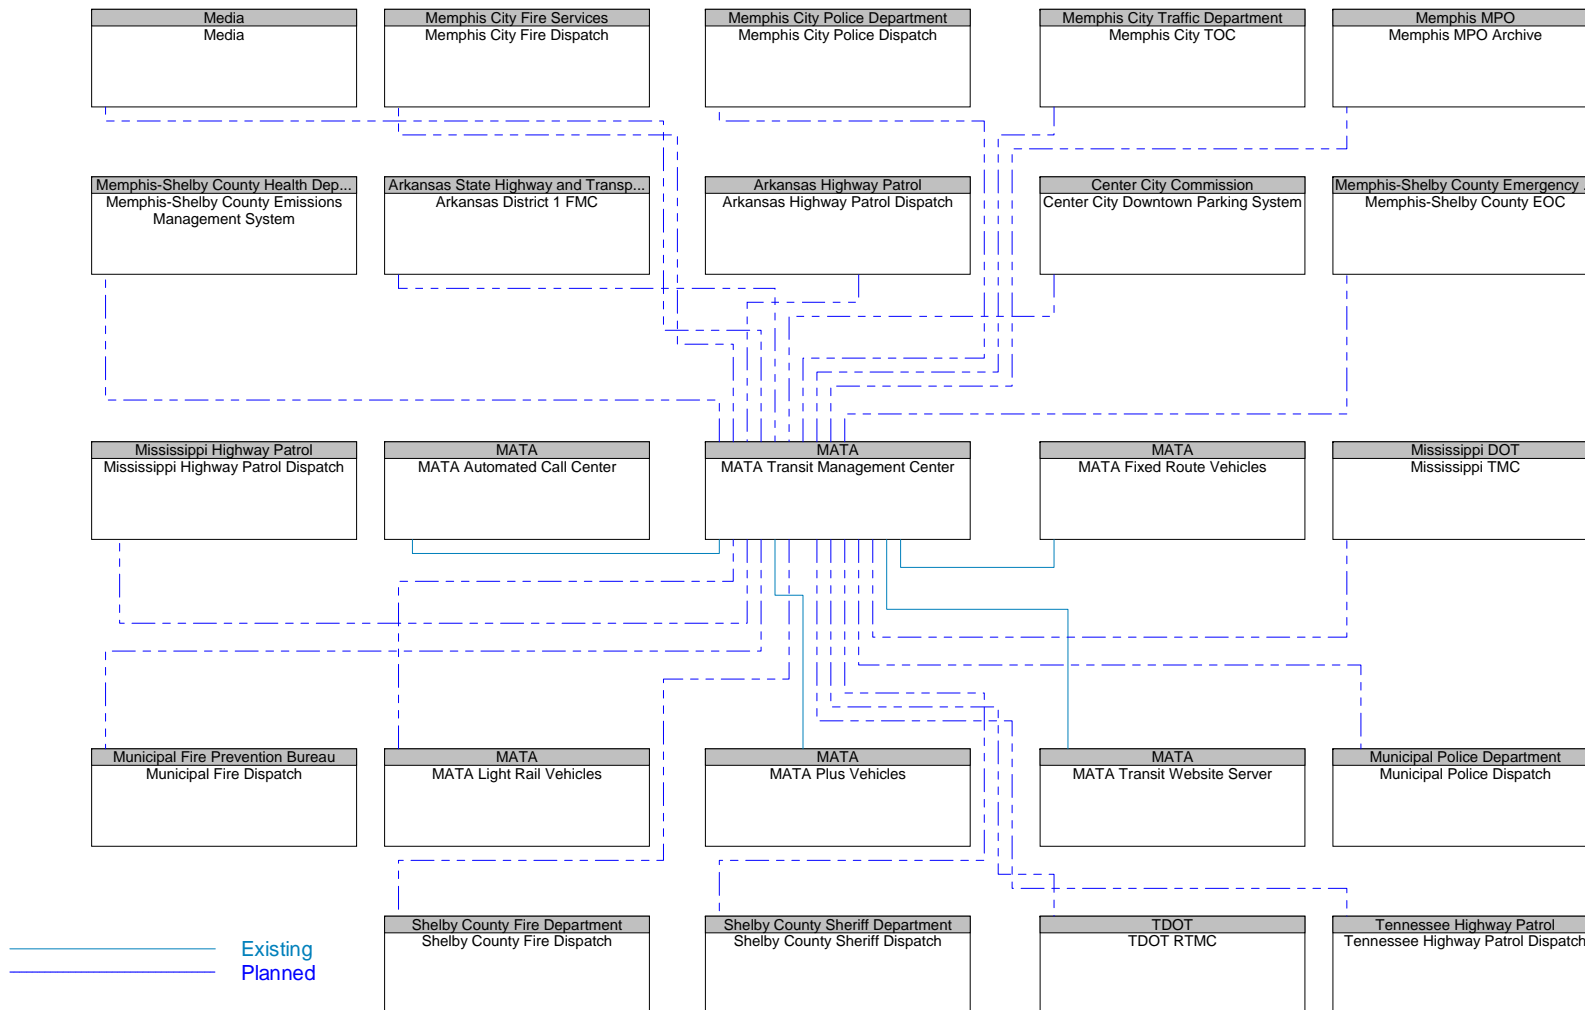 Media
Media
Memphis City Fire Services
Memphis City Fire Dispatch
Memphis City Police Department
Memphis City Police Dispatch
Memphis City Traffic Department
Memphis City TOC
Memphis MPO
Memphis MPO Archive
Memphis-Shelby County Health Dep...
Memphis-Shelby County Emissions
Management System
Arkansas State Highway and Transp...
Arkansas District 1 FMC
Arkansas Highway Patrol
Arkansas Highway Patrol Dispatch
Center City Commission
Center City Downtown Parking System
Memphis-Shelby County Emergency
Memphis-Shelby County EOC
Mississippi Highway Patrol
Mississippi Highway Patrol Dispatch
MATA
MATA Automated Call Center
MATA
MATA Transit Management Center
MATA
MATA Fixed Route Vehicles
Mississippi DOT
Mississippi TMC
Municipal Fire Prevention Bureau
Municipal Fire Dispatch
MATA
MATA Light Rail Vehicles
MATA
MATA Plus Vehicles
MATA
MATA Transit Website Server
Municipal Police Department
Municipal Police Dispatch
Shelby County Fire Department
Shelby County Fire Dispatch
Shelby County Sheriff Department
Shelby County Sheriff Dispatch
TDOT
TDOT RTMC
Tennessee Highway Patrol
Tennessee Highway Patrol Dispatch
Existing
Planned